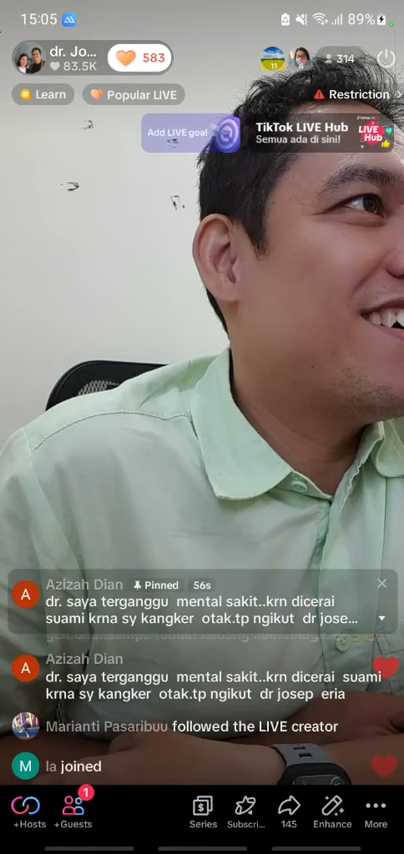 15:05
89%
dr. Jo...
83.5K
583
11
314
Learn
Popular LIVE
Restriction
Add LIVE goal
TikTok LIVE Hub
Semua ada di sini!
LIVE Hub
Azizah Dian Pinned 56s
A
dr. saya terganggu mental sakit..krn dicerai
suami krna sy kangker otak.tp ngikut dr jose...
Azizah Dian
A
dr. saya terganggu mental sakit..krn dicerai suami
krna sy kangker otak.tp ngikut dr josep eria
Marianti Pasaribuu followed the LIVE creator
M
la joined
1
+Hosts
+Guests
Series
Subscri...
145
Enhance
More